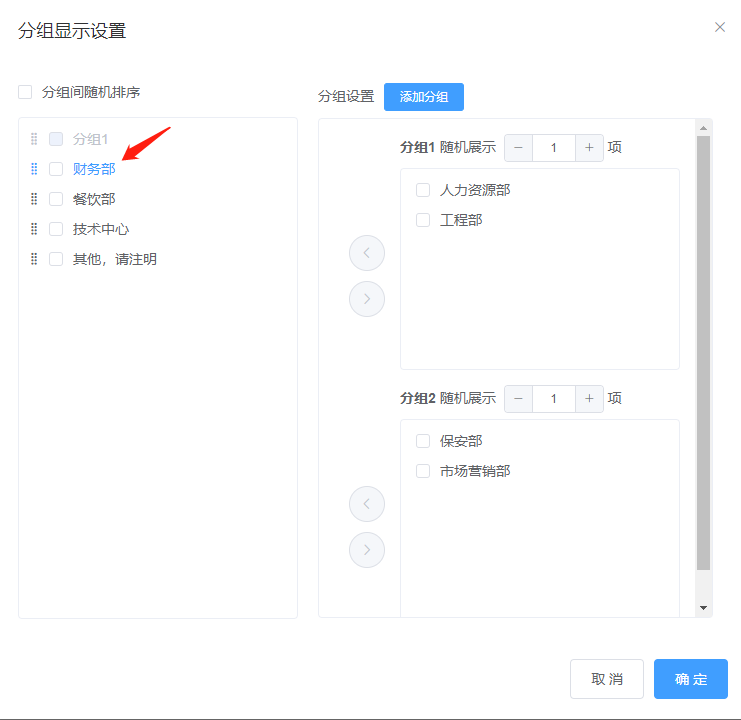 分组显示设置
分组间随机排序
分组1
财务部
餐饮部
技术中心
其他，请注明
分组设置 添加分组
分组1 随机展示 1 项
人力资源部
工程部
分组2 随机展示 1 项
保安部
市场营销部
取消 确定